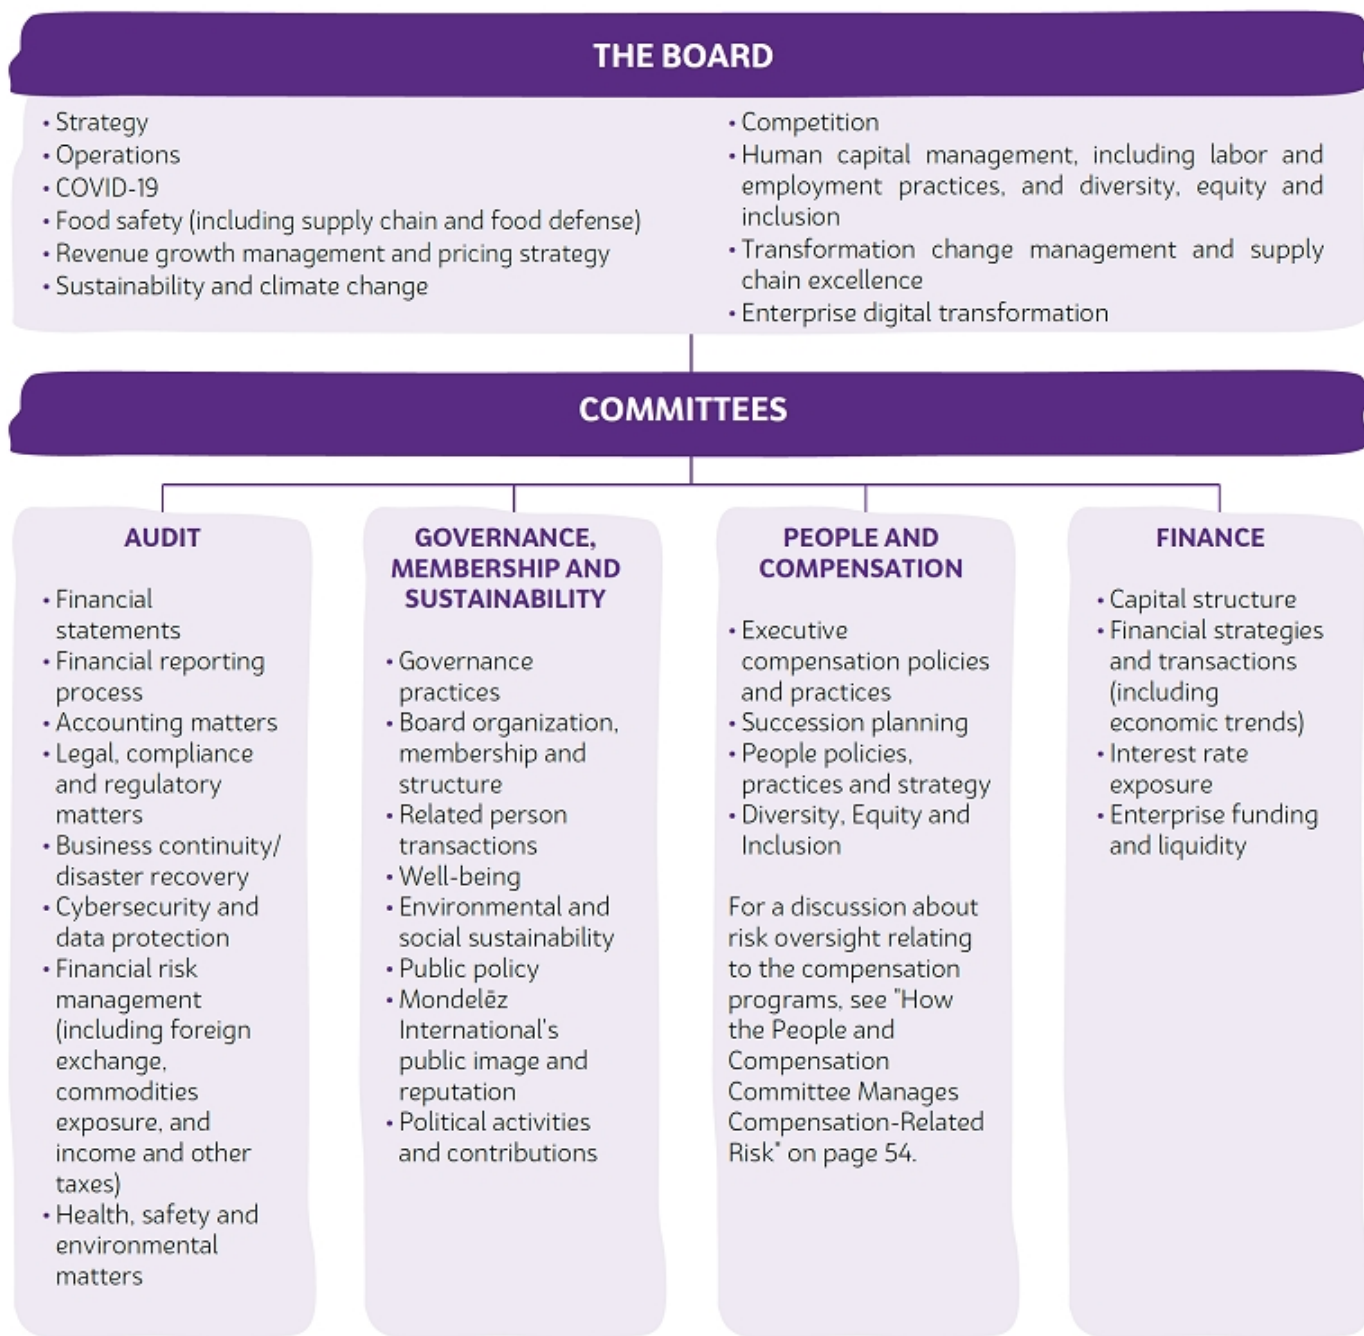 THE BOARD
• Strategy
• Operations
• COVID-19
• Food safety (including supply chain and food defense)
• Revenue growth management and pricing strategy
• Sustainability and climate change
• Competition
• Human capital management, including labor and
employment practices, and diversity, equity and
inclusion
• Transformation change management and supply
chain excellence
• Enterprise digital transformation
COMMITTEES
AUDIT
• Financial
statements
• Financial reporting
process
• Accounting matters
• Legal, compliance
and regulatory
matters
• Business continuity/
disaster recovery
• Cybersecurity and
data protection
• Financial risk
management
(including foreign
exchange,
commodities
exposure, and
income and other
taxes)
• Health, safety and
environmental
matters
GOVERNANCE,
MEMBERSHIP AND
SUSTAINABILITY
• Governance
practices
• Board organization,
membership and
structure
• Related person
transactions
• Well-being
• Environmental and
social sustainability
• Public policy
• Mondelēz
International's
public image and
reputation
• Political activities
and contributions
PEOPLE AND
COMPENSATION
• Executive
compensation policies
and practices
• Succession planning
• People policies,
practices and strategy
• Diversity, Equity and
Inclusion
For a discussion about
risk oversight relating
to the compensation
programs, see "How
the People and
Compensation
Committee Manages
Compensation-Related
Risk" on page 54.
FINANCE
• Capital structure
• Financial strategies
and transactions
(including
economic trends)
• Interest rate
exposure
• Enterprise funding
and liquidity